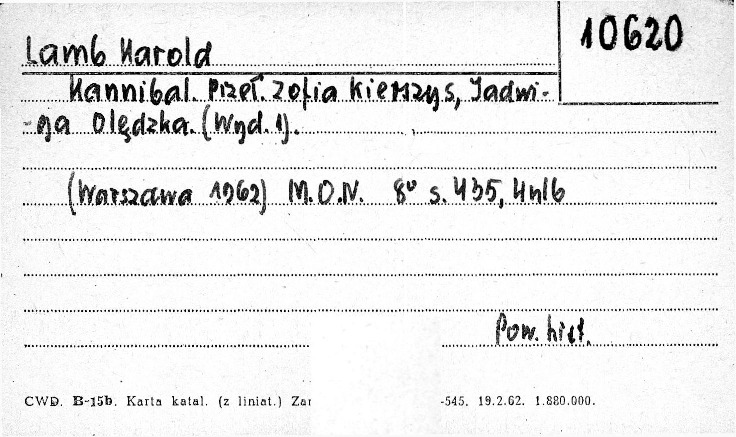 10620
Lamb Harold
Hannibal. Przeł. Zofia Kierszys, Jadwi-
-ga Olędzka. (Wyd. 1).
(Warszawa 1962) M.O.N. 8° s. 435, 4nlb
Pow. hist.
CWD. B-15b. Karta katal. (z liniat.) Zar
-545. 19.2.62. 1.880.000.